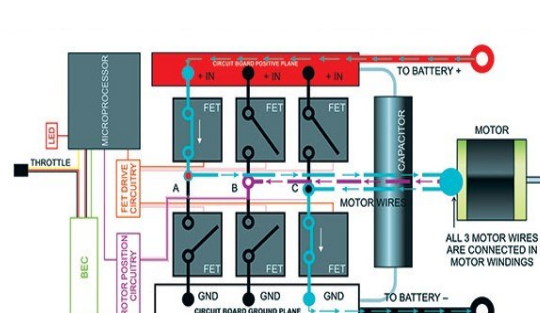 CIRCUIT BOARD POSITIVE PLANE
+ IN
+ IN
+ IN
TO BATTERY +
MICROPROCESSOR
LED
THROTTLE
FET
FET
FET
CAPACITOR
MOTOR
FET DRIVE
CIRCUITRY
A
B
C
MOTOR WIRES
ALL 3 MOTOR WIRES
ARE CONNECTED IN
MOTOR WINDINGS
BEC
ROTOR POSITION
CIRCUITRY
FET
FET
FET
GND
GND
GND
TO BATTERY –
CIRCUIT BOARD GROUND PLANE